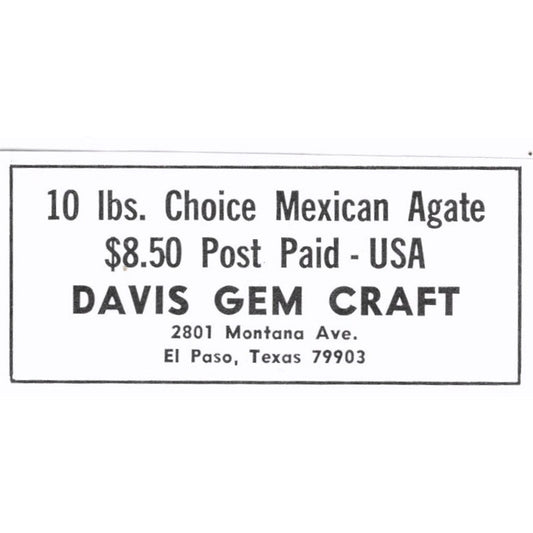 10 lbs. Choice Mexican Agate
$8.50 Post Paid - USA
DAVIS GEM CRAFT
2801 Montana Ave.
El Paso, Texas 79903